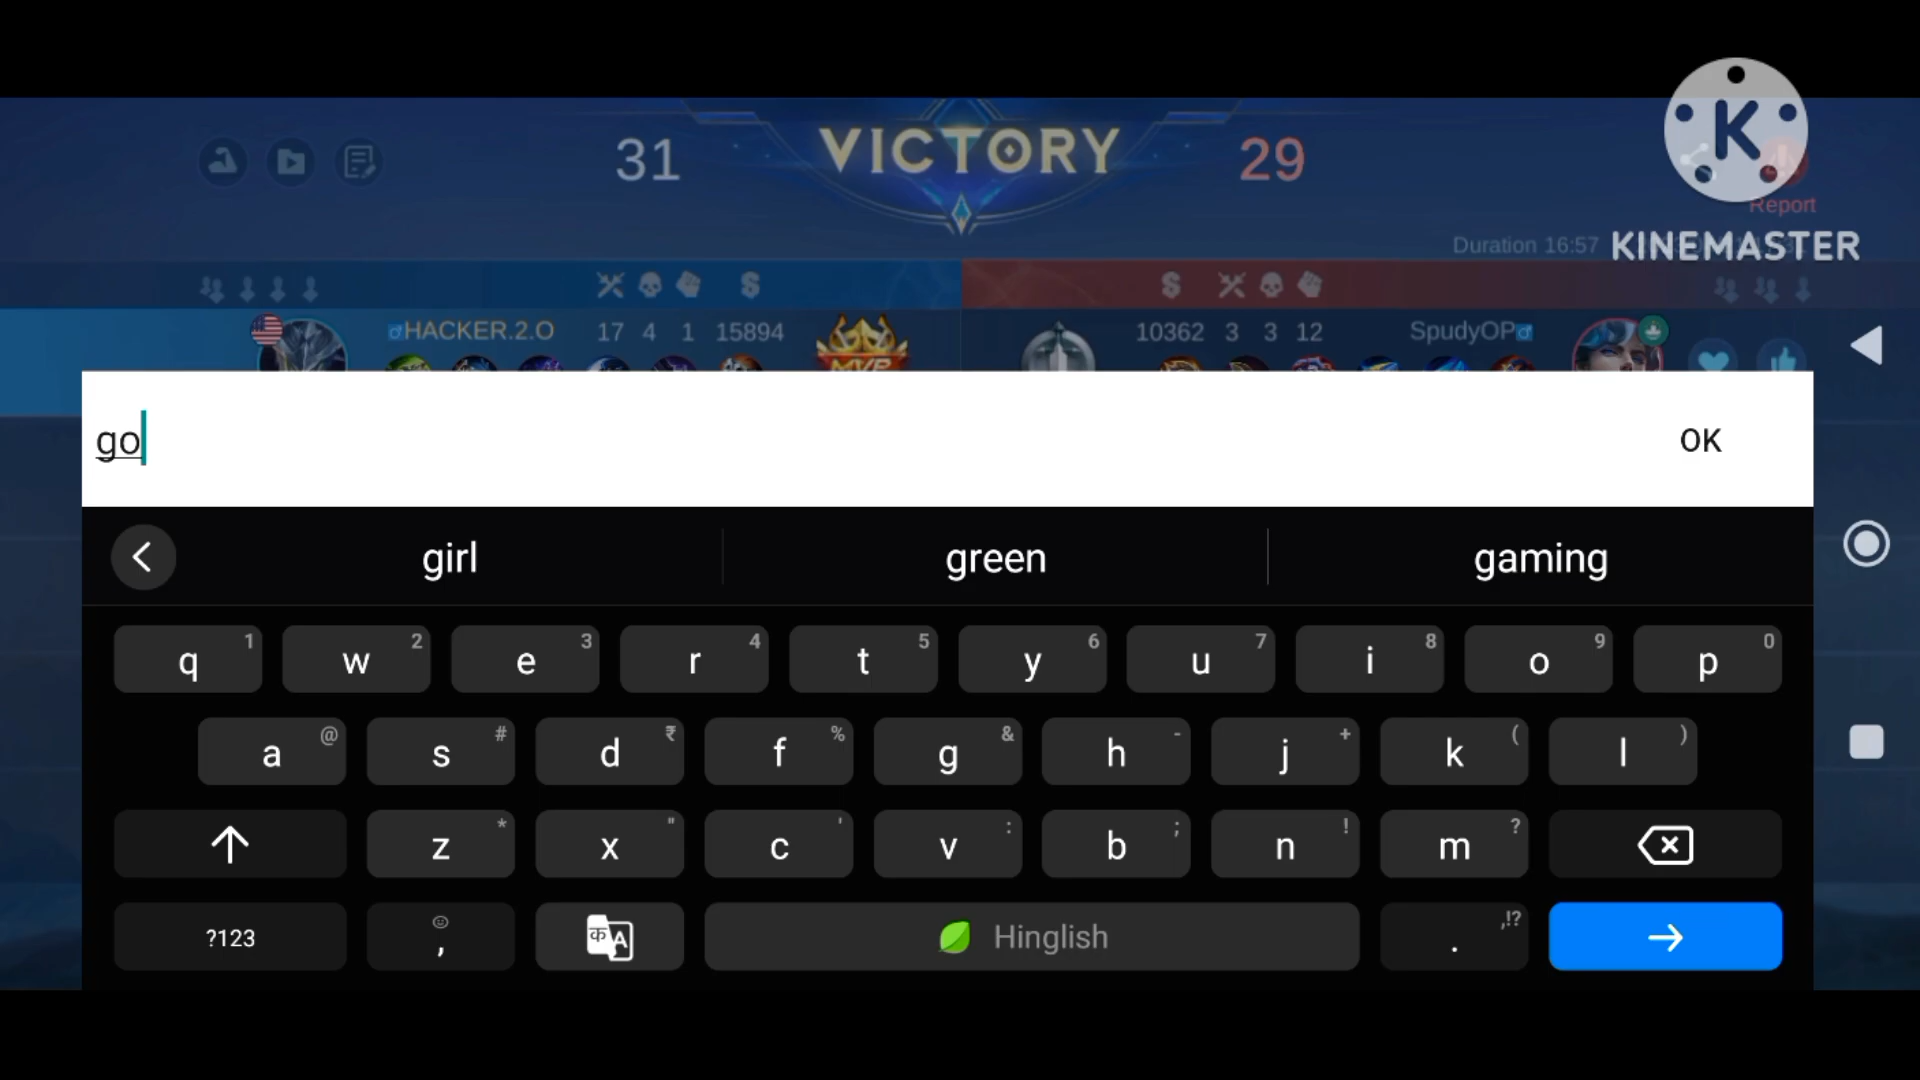 31 VICTORY 29
K
Report
Duration 16:57
KINEMASTER
HACKER.2.O 17 4 1 15894 MVP
10362 3 3 12 SpudyOP
go OK
girl green gaming
q 1 w 2 e 3 r 4 t 5 y 6 u 7 i 8 o 9 p 0
a @ s # d ₹ f % g & h - j + k ( l )
z * x " c ' v : b ; n ! m ?
?123 , क A Hinglish . ,!?